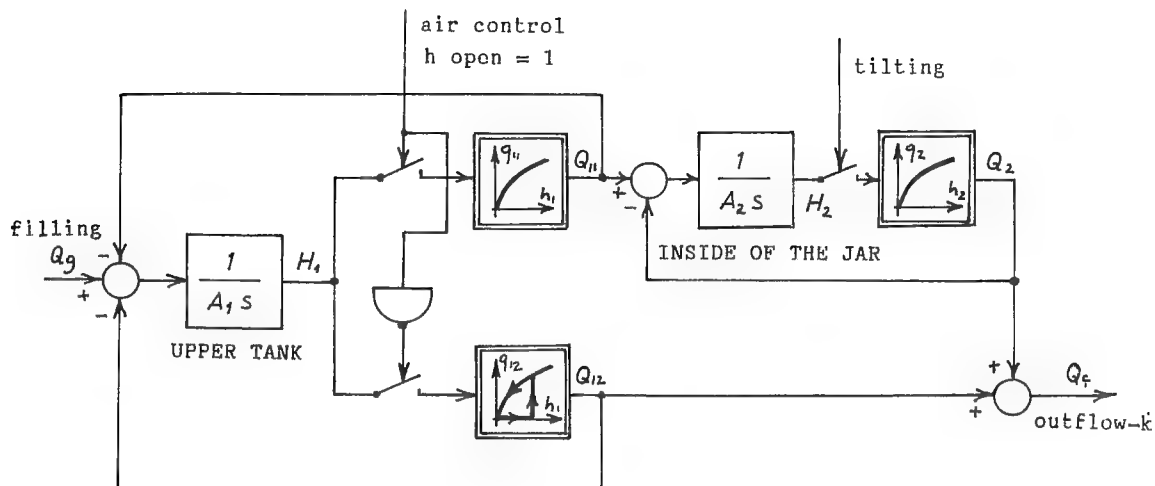 air control
h open = 1
tilting
q₁₁
h₁
Q₁₁
+
-
1
A₂ s
H₂
q₂
h₂
Q₂
INSIDE OF THE JAR
filling
Qg
+
-
-
1
A₁ s
H₁
UPPER TANK
q₁₂
h₁
Q₁₂
+
+
Qf
outflow-k